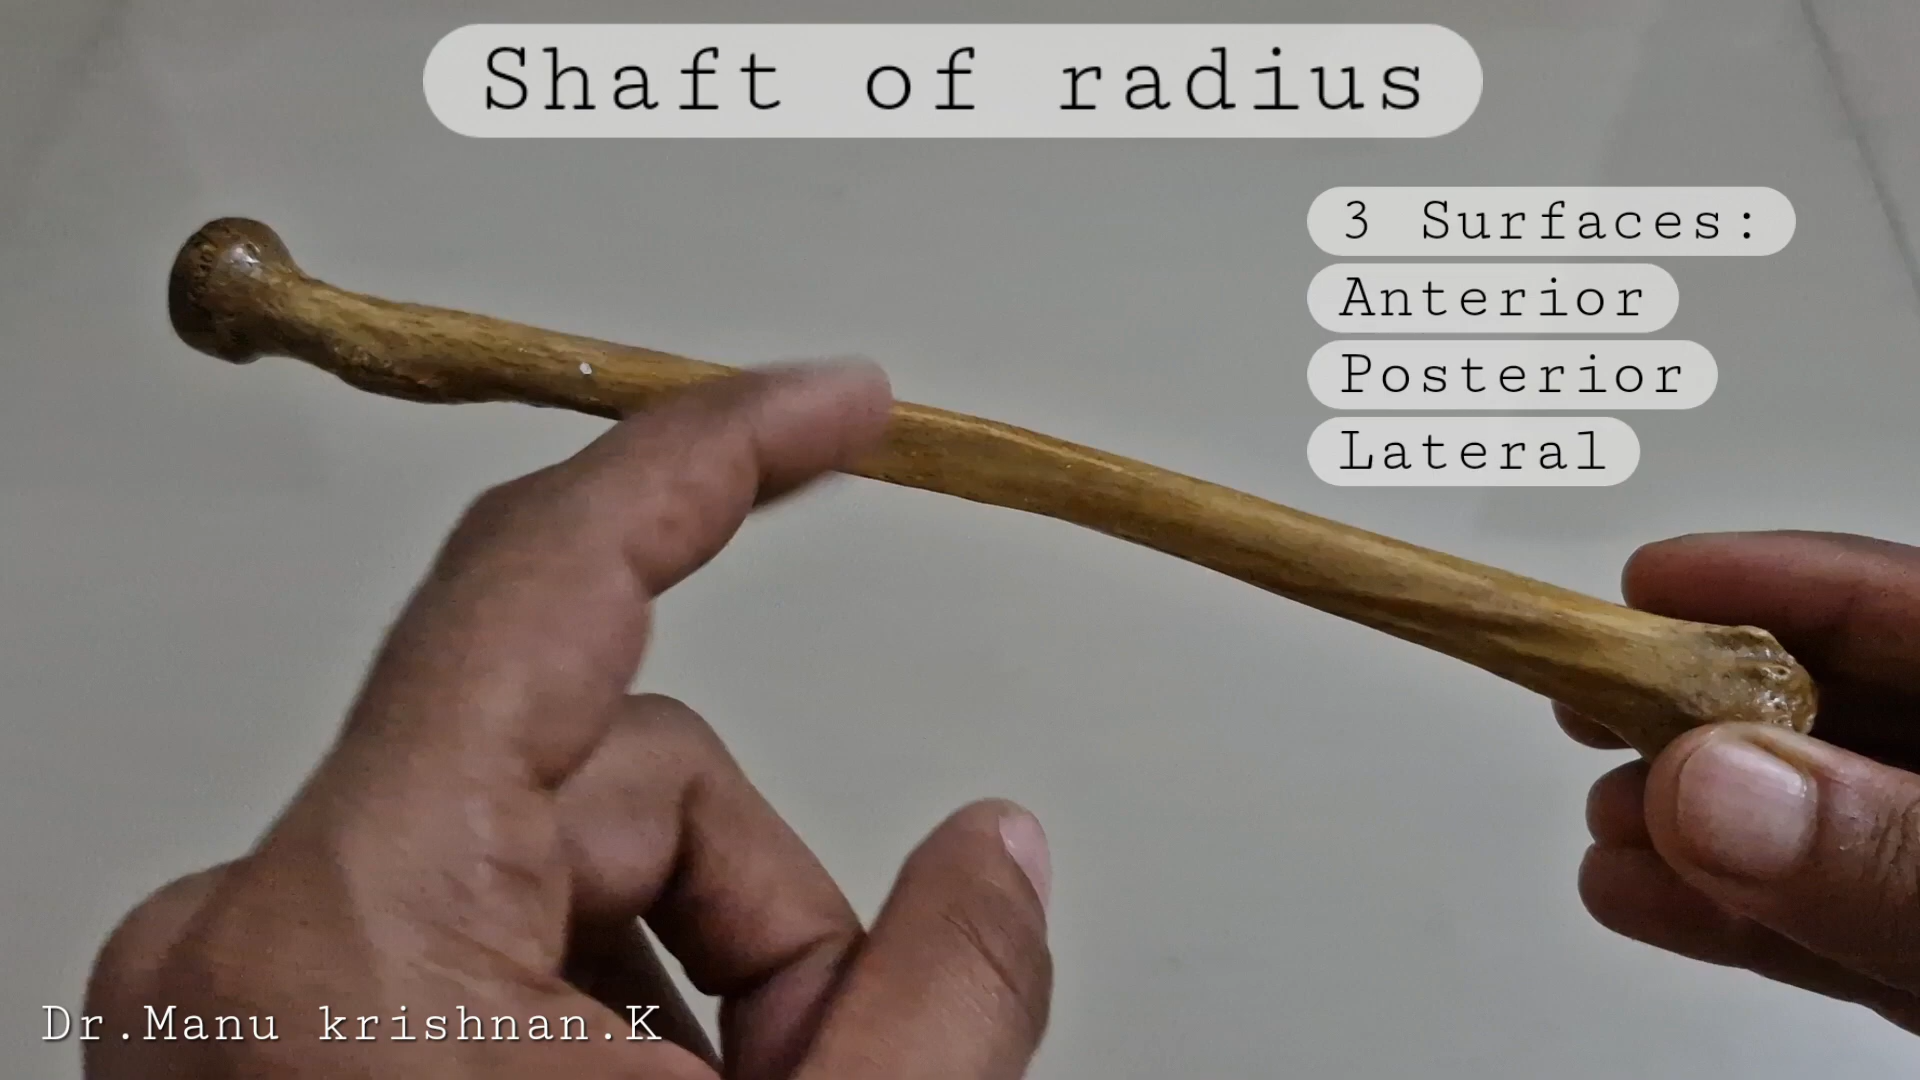 Shaft of radius
3 Surfaces:
Anterior
Posterior
Lateral
Dr.Manu krishnan.K